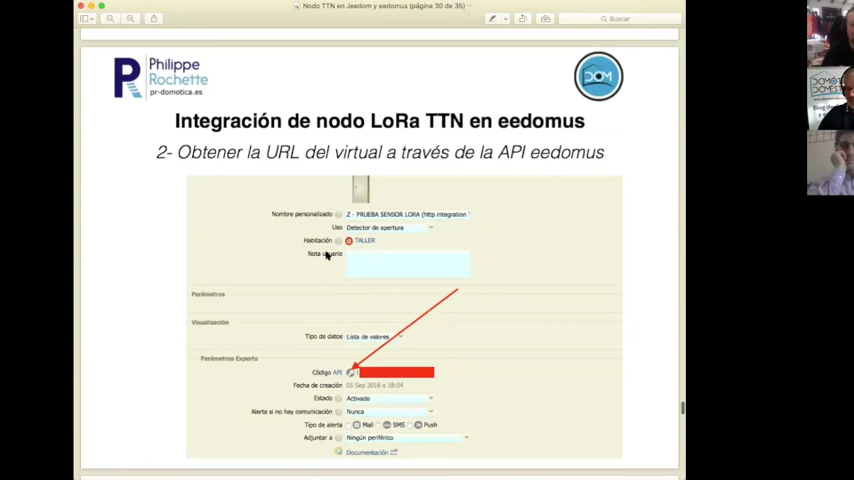 Nodo TTN en Jeedom y eedomus (página 30 de 35)
Buscar
Philippe
Rochette
pr-domotica.es
DOM
Integración de nodo LoRa TTN en eedomus
2- Obtener la URL del virtual a través de la API eedomus
Nombre personalizado Z - PRUEBA SENSOR LORA (http integration
Uso Detector de apertura
Habitación TALLER
Nota usuario
Parámetros
Visualización
Tipo de datos Lista de valores
Parámetros Experto
Código API 1
Fecha de creación 05 Sep 2018 a 18:04
Estado Activado
Alerta si no hay comunicación Nunca
Tipo de alerta Mail SMS Push
Adjuntar a Ningún periférico
Documentación